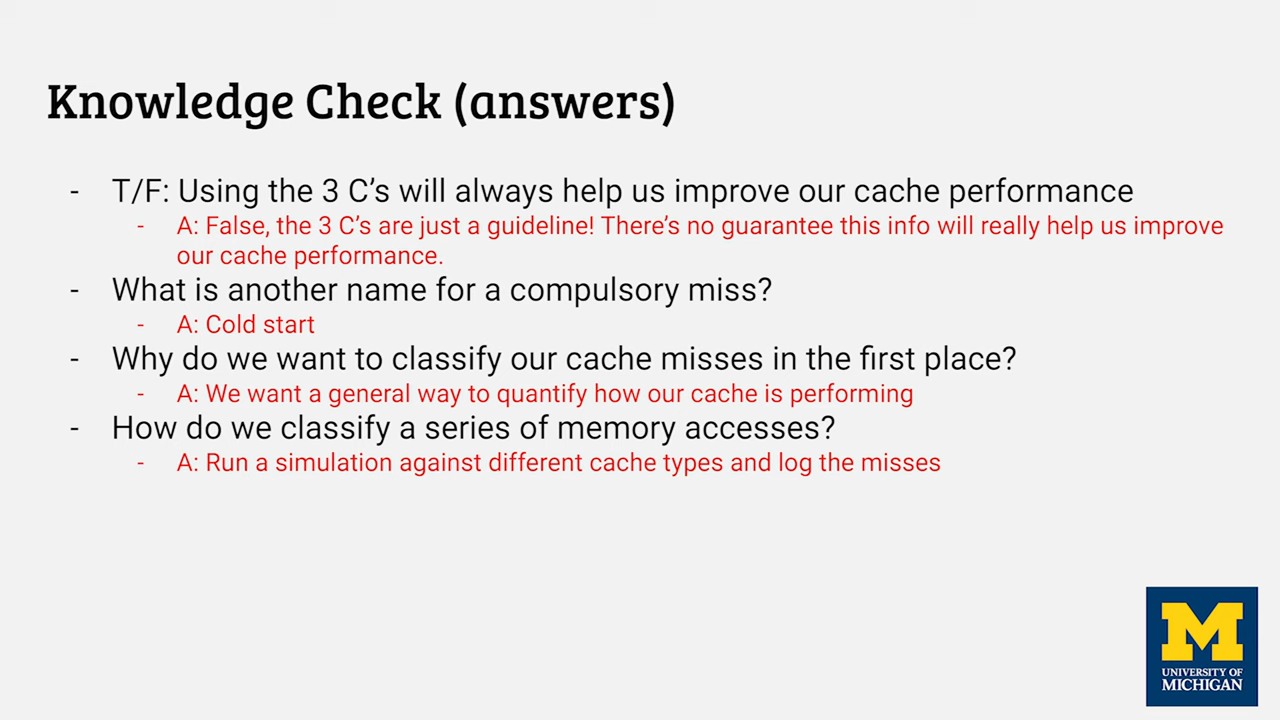 Knowledge Check (answers)
- T/F: Using the 3 C's will always help us improve our cache performance
- A: False, the 3 C's are just a guideline! There's no guarantee this info will really help us improve
our cache performance.
- What is another name for a compulsory miss?
- A: Cold start
- Why do we want to classify our cache misses in the first place?
- A: We want a general way to quantify how our cache is performing
- How do we classify a series of memory accesses?
- A: Run a simulation against different cache types and log the misses
M
UNIVERSITY OF
MICHIGAN